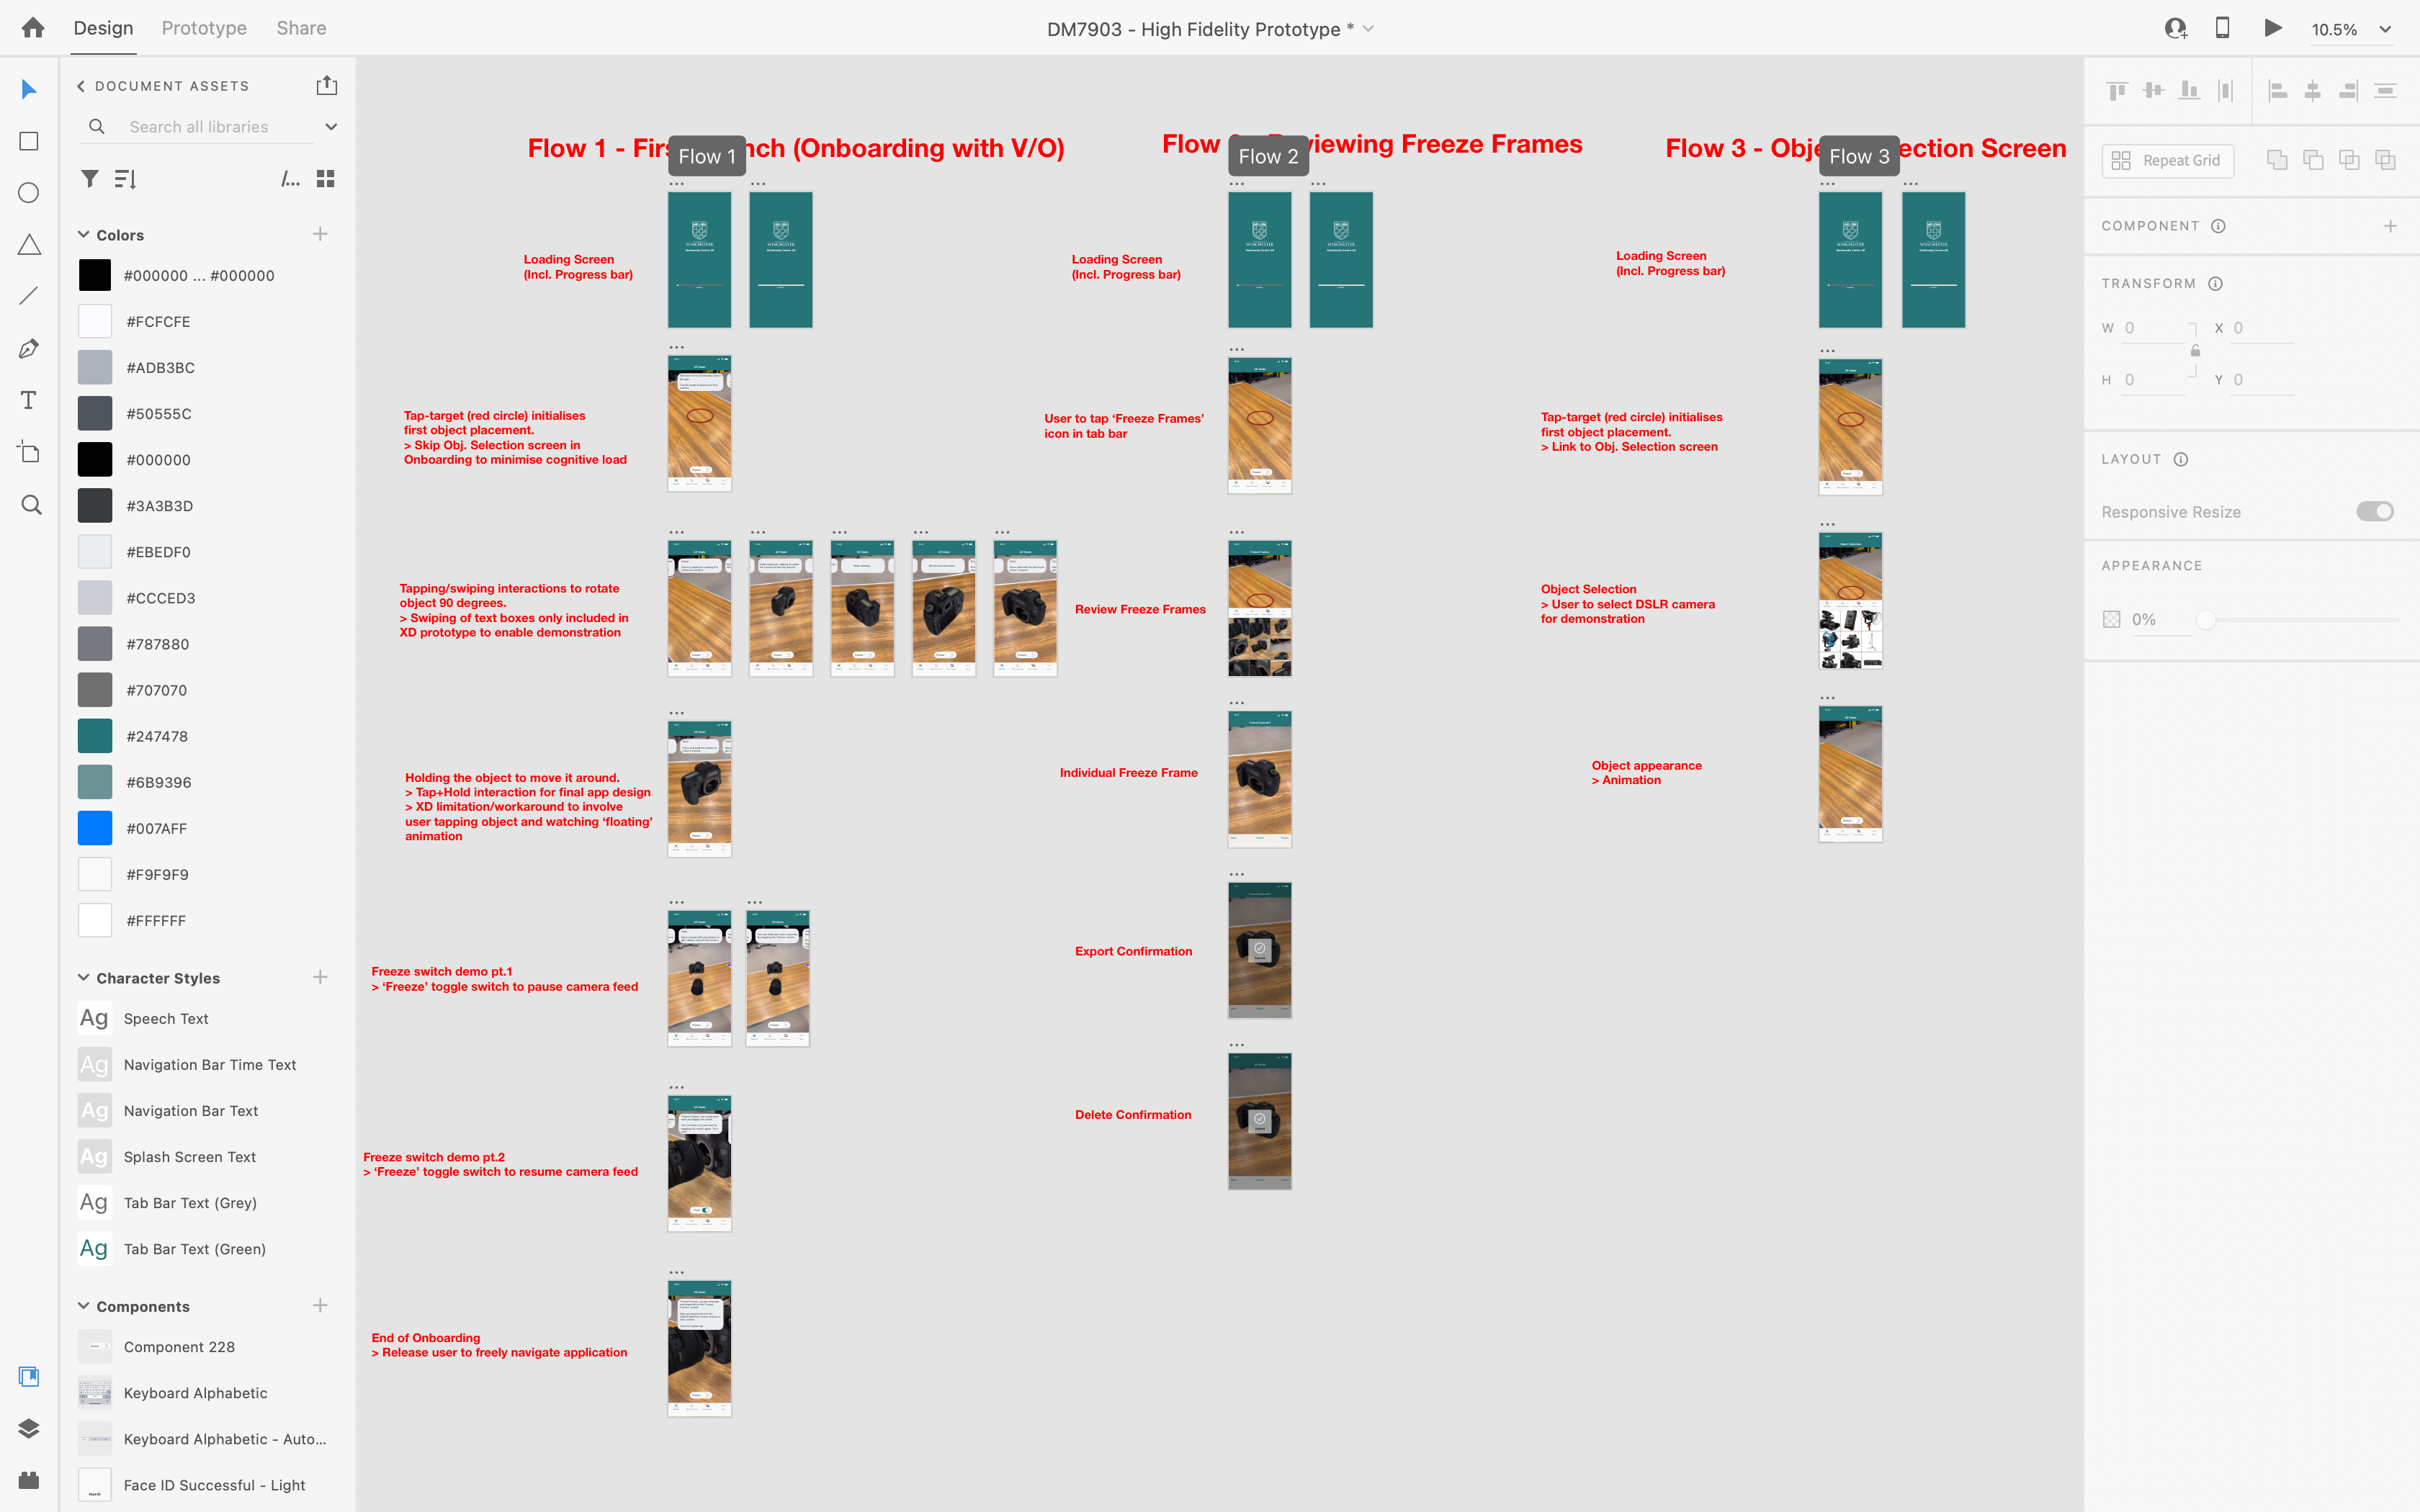 Design
Prototype
Share
DM7903 - High Fidelity Prototype *
10.5%
DOCUMENT ASSETS
Search all libraries
/...
Colors
#000000 ... #000000
#FCFCFE
#ADB3BC
#50555C
#000000
#3A3B3D
#EBEDF0
#CCCED3
#787880
#707070
#247478
#6B9396
#007AFF
#F9F9F9
#FFFFFF
Character Styles
Ag Speech Text
Ag Navigation Bar Time Text
Ag Navigation Bar Text
Ag Splash Screen Text
Ag Tab Bar Text (Grey)
Ag Tab Bar Text (Green)
Components
Component 228
Keyboard Alphabetic
Keyboard Alphabetic - Auto...
Face ID Successful - Light
Flow 1 - (Onboarding with V/O)
Flow 1
Loading Screen
(Incl. Progress bar)
Tap-target (red circle) initialises
first object placement.
> Skip Obj. Selection screen in
Onboarding to minimise cognitive load
Tapping/swiping interactions to rotate
object 90 degrees.
> Swiping of text boxes only included in
XD prototype to enable demonstration
Holding the object to move it around.
> Tap+Hold interaction for final app design
> XD limitation/workaround to involve
user tapping object and watching ‘floating’
animation
Freeze switch demo pt.1
> ‘Freeze’ toggle switch to pause camera feed
Freeze switch demo pt.2
> ‘Freeze’ toggle switch to resume camera feed
End of Onboarding
> Release user to freely navigate application
Flow Freeze Frames
Flow 2
Loading Screen
(Incl. Progress bar)
User to tap ‘Freeze Frames’
icon in tab bar
Review Freeze Frames
Individual Freeze Frame
Export Confirmation
Delete Confirmation
Flow 3 - Screen
Flow 3
Loading Screen
(Incl. Progress bar)
Tap-target (red circle) initialises
first object placement.
> Link to Obj. Selection screen
Object Selection
> User to select DSLR camera
for demonstration
Object appearance
> Animation
Repeat Grid
COMPONENT
TRANSFORM
W 0 X 0
H 0 Y 0
LAYOUT
Responsive Resize
APPEARANCE
0%